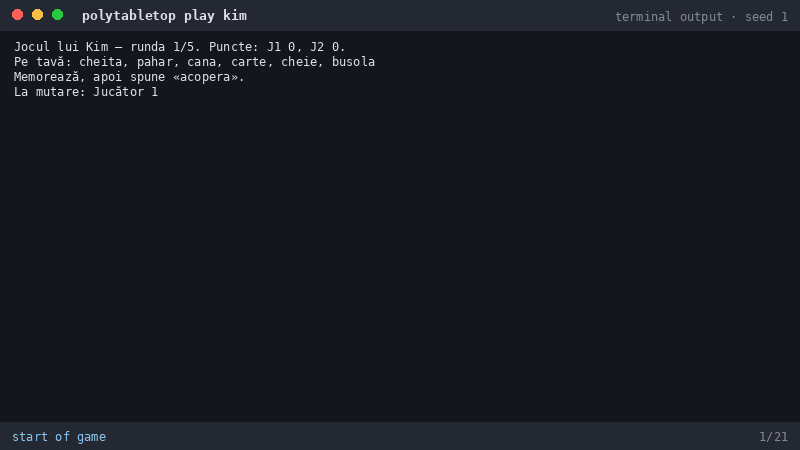 polytabletop play kim
terminal output · seed 1
Jocul lui Kim — runda 1/5. Puncte: J1 0, J2 0.
Pe tavă: cheita, pahar, cana, carte, cheie, busola
Memorează, apoi spune «acopera».
La mutare: Jucător 1
start of game
1/21